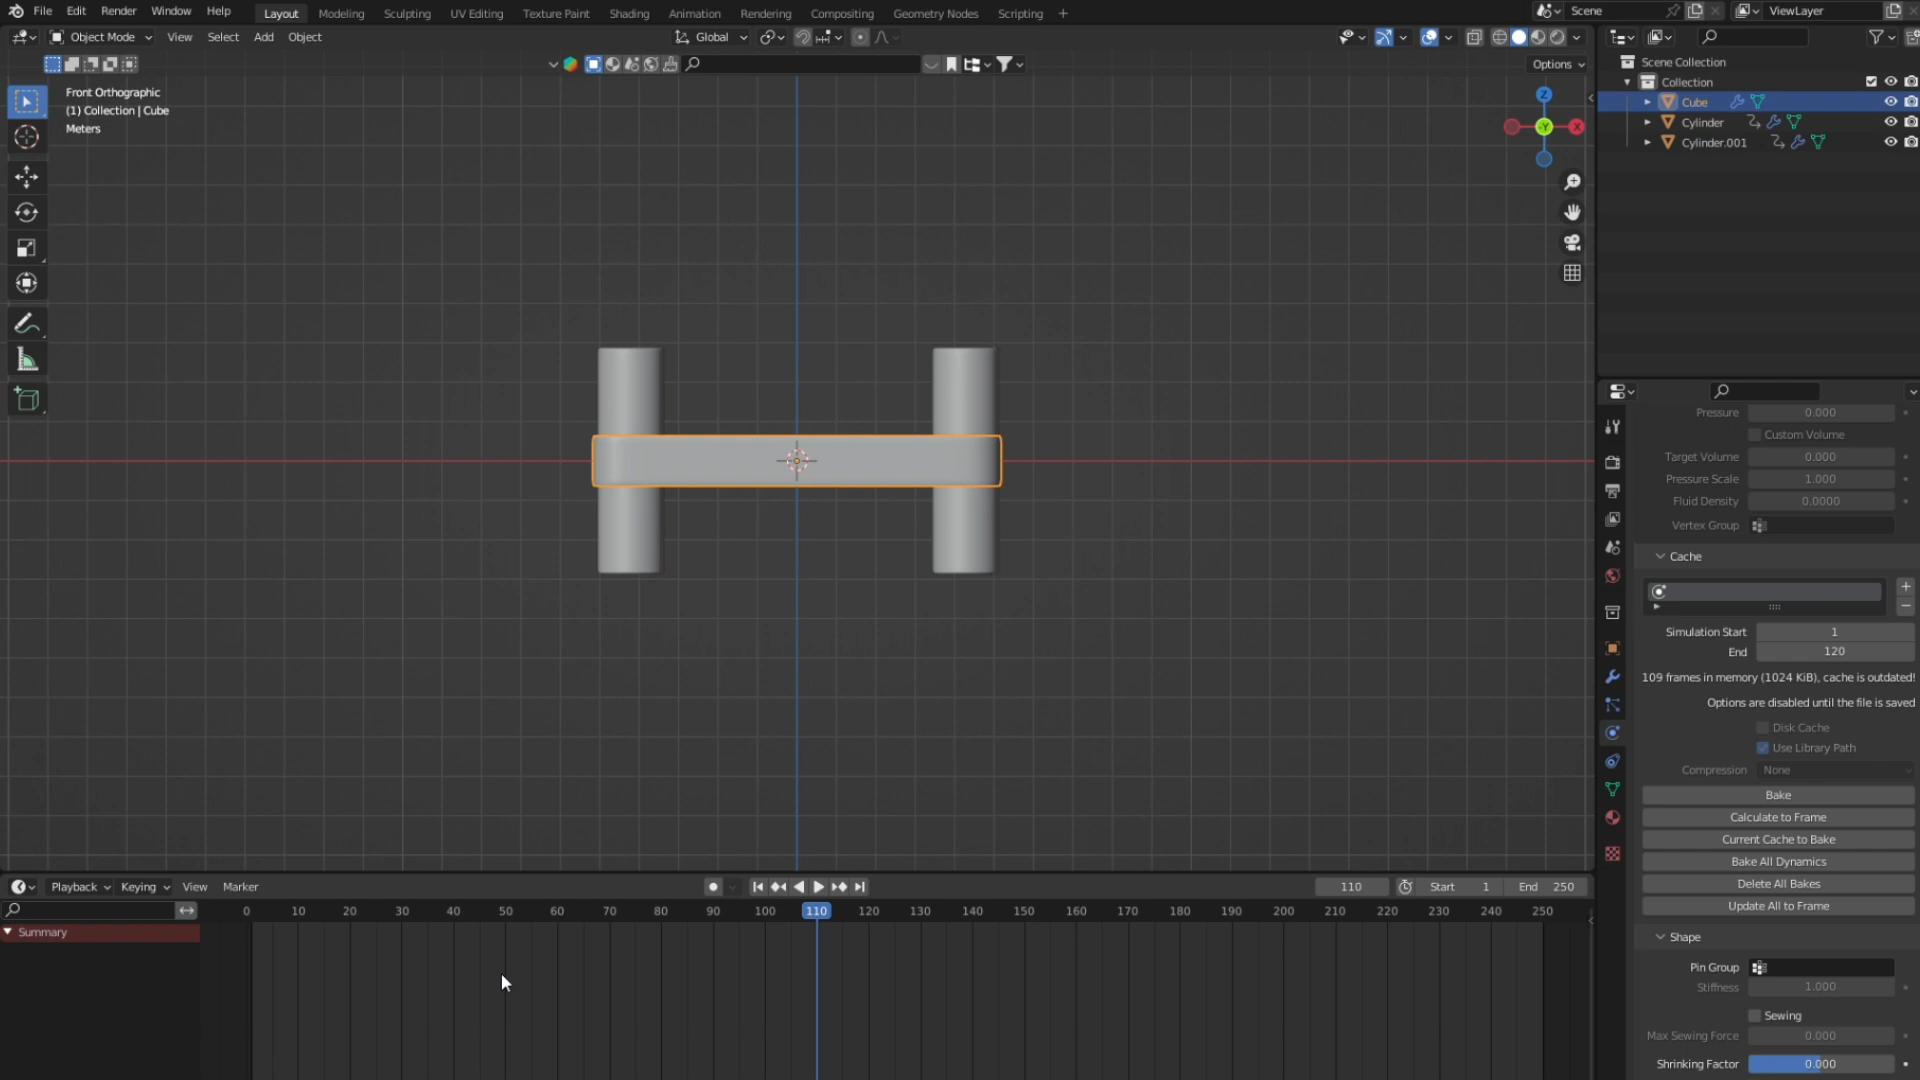 File Edit Render Window Help Layout Modeling Sculpting UV Editing Texture Paint Shading Animation Rendering Compositing Geometry Nodes Scripting + Scene ViewLayer
Object Mode View Select Add Object Global
Options
Front Orthographic
(1) Collection | Cube
Meters
Z
Y
X
Scene Collection
Collection
Cube
Cylinder
Cylinder.001
Pressure 0.000
Custom Volume
Target Volume 0.000
Pressure Scale 1.000
Fluid Density 0.0000
Vertex Group
Cache
Simulation Start 1
End 120
109 frames in memory (1024 KiB), cache is outdated!
Options are disabled until the file is saved
Disk Cache
Use Library Path
Compression None
Bake
Calculate to Frame
Current Cache to Bake
Bake All Dynamics
Delete All Bakes
Update All to Frame
Shape
Pin Group
Stiffness 1.000
Sewing
Max Sewing Force 0.000
Shrinking Factor 0.000
Playback Keying View Marker 110 Start 1 End 250
0 10 20 30 40 50 60 70 80 90 100 110 120 130 140 150 160 170 180 190 200 210 220 230 240 250
Summary